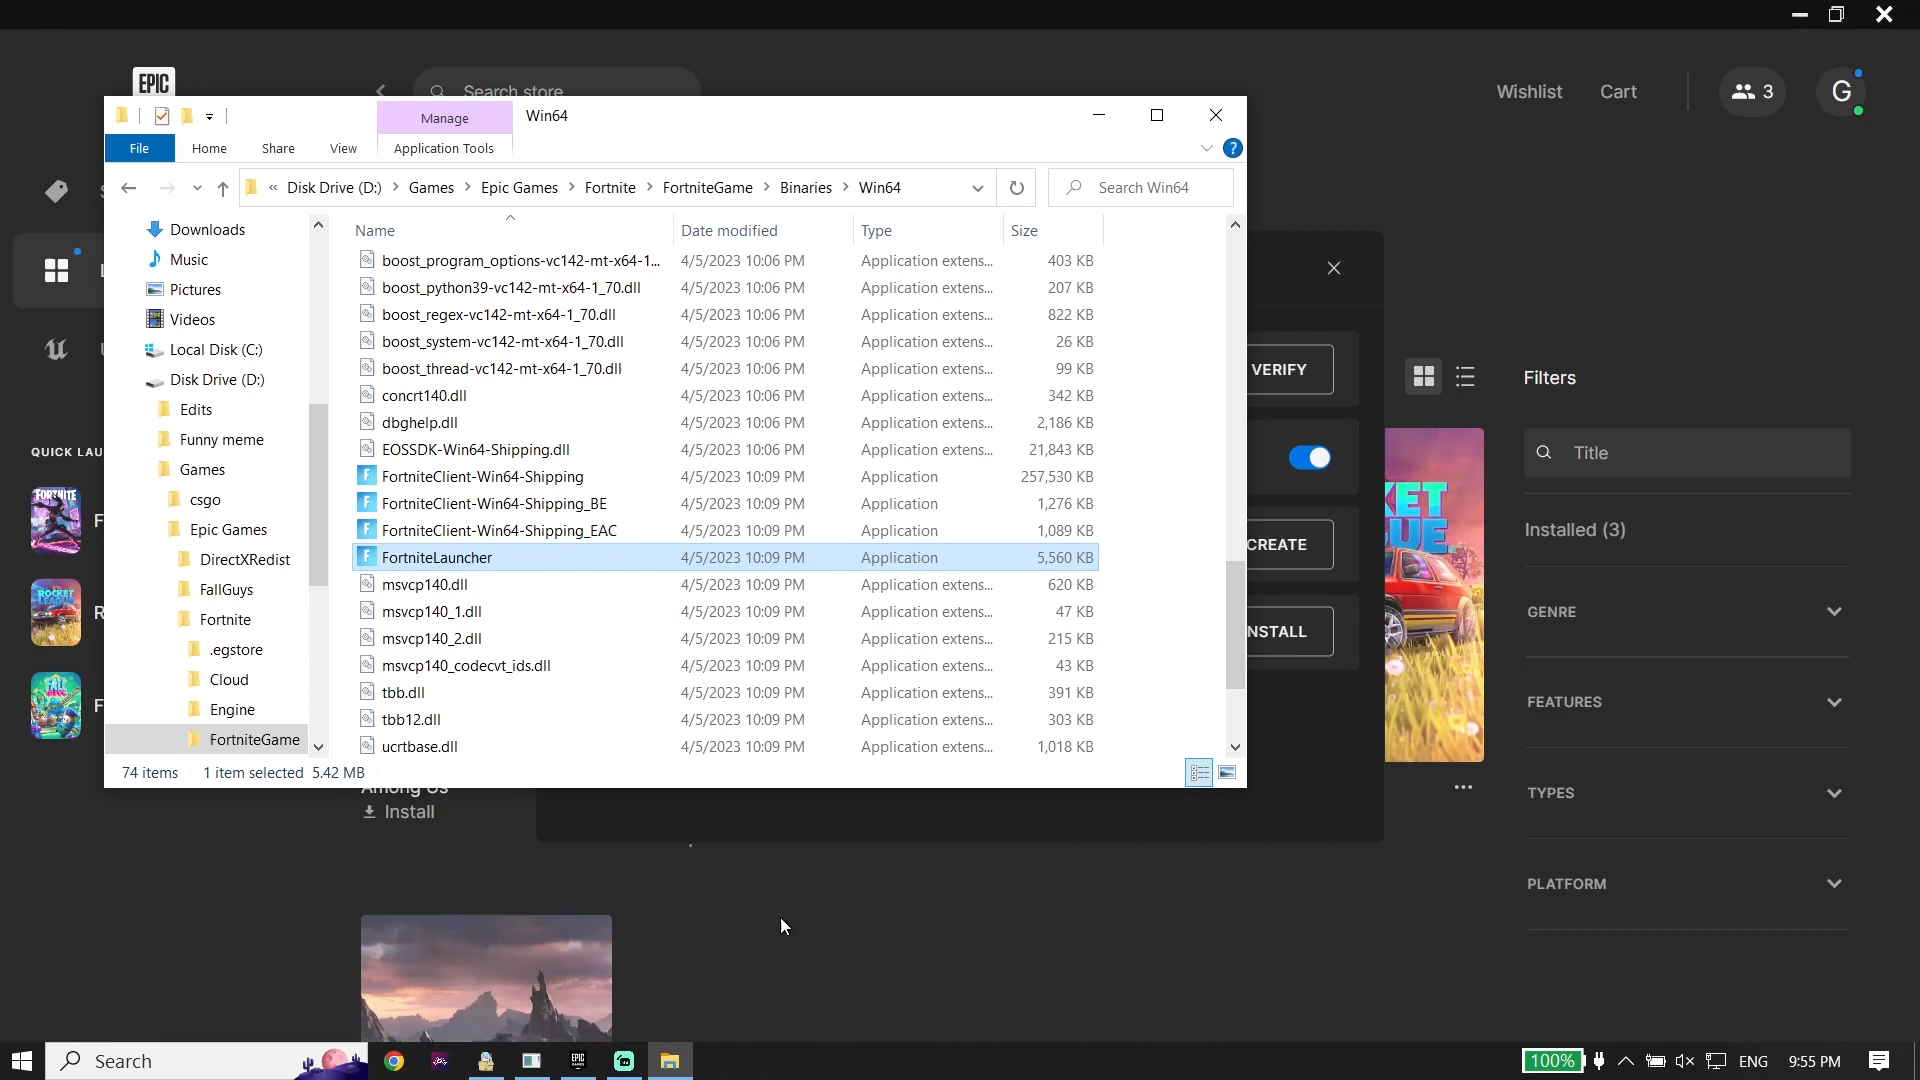 EPIC
Search store
Wishlist
Cart
3
G
Manage
Win64
File
Home
Share
View
Application Tools
?
« Disk Drive (D:) > Games > Epic Games > Fortnite > FortniteGame > Binaries > Win64
Search Win64
Downloads
Music
Pictures
Videos
Local Disk (C:)
Disk Drive (D:)
Edits
Funny meme
Games
csgo
Epic Games
DirectXRedist
FallGuys
Fortnite
.egstore
Cloud
Engine
FortniteGame
Name Date modified Type Size
boost_program_options-vc142-mt-x64-1... 4/5/2023 10:06 PM Application extens... 403 KB
boost_python39-vc142-mt-x64-1_70.dll 4/5/2023 10:06 PM Application extens... 207 KB
boost_regex-vc142-mt-x64-1_70.dll 4/5/2023 10:06 PM Application extens... 822 KB
boost_system-vc142-mt-x64-1_70.dll 4/5/2023 10:06 PM Application extens... 26 KB
boost_thread-vc142-mt-x64-1_70.dll 4/5/2023 10:06 PM Application extens... 99 KB
concrt140.dll 4/5/2023 10:06 PM Application extens... 342 KB
dbghelp.dll 4/5/2023 10:06 PM Application extens... 2,186 KB
EOSSDK-Win64-Shipping.dll 4/5/2023 10:06 PM Application extens... 21,843 KB
FortniteClient-Win64-Shipping 4/5/2023 10:09 PM Application 257,530 KB
FortniteClient-Win64-Shipping_BE 4/5/2023 10:09 PM Application 1,276 KB
FortniteClient-Win64-Shipping_EAC 4/5/2023 10:09 PM Application 1,089 KB
FortniteLauncher 4/5/2023 10:09 PM Application 5,560 KB
msvcp140.dll 4/5/2023 10:09 PM Application extens... 620 KB
msvcp140_1.dll 4/5/2023 10:09 PM Application extens... 47 KB
msvcp140_2.dll 4/5/2023 10:09 PM Application extens... 215 KB
msvcp140_codecvt_ids.dll 4/5/2023 10:09 PM Application extens... 43 KB
tbb.dll 4/5/2023 10:09 PM Application extens... 391 KB
tbb12.dll 4/5/2023 10:09 PM Application extens... 303 KB
ucrtbase.dll 4/5/2023 10:09 PM Application extens... 1,018 KB
74 items 1 item selected 5.42 MB
QUICK LAU
FORTNITE
F
ROCKET
LEAGUE
R
FALL
F
VERIFY
CREATE
NSTALL
KET
GUE
Filters
Title
Installed (3)
GENRE
FEATURES
TYPES
PLATFORM
Among Us
Install
Search
EPIC
100%
ENG
9:55 PM